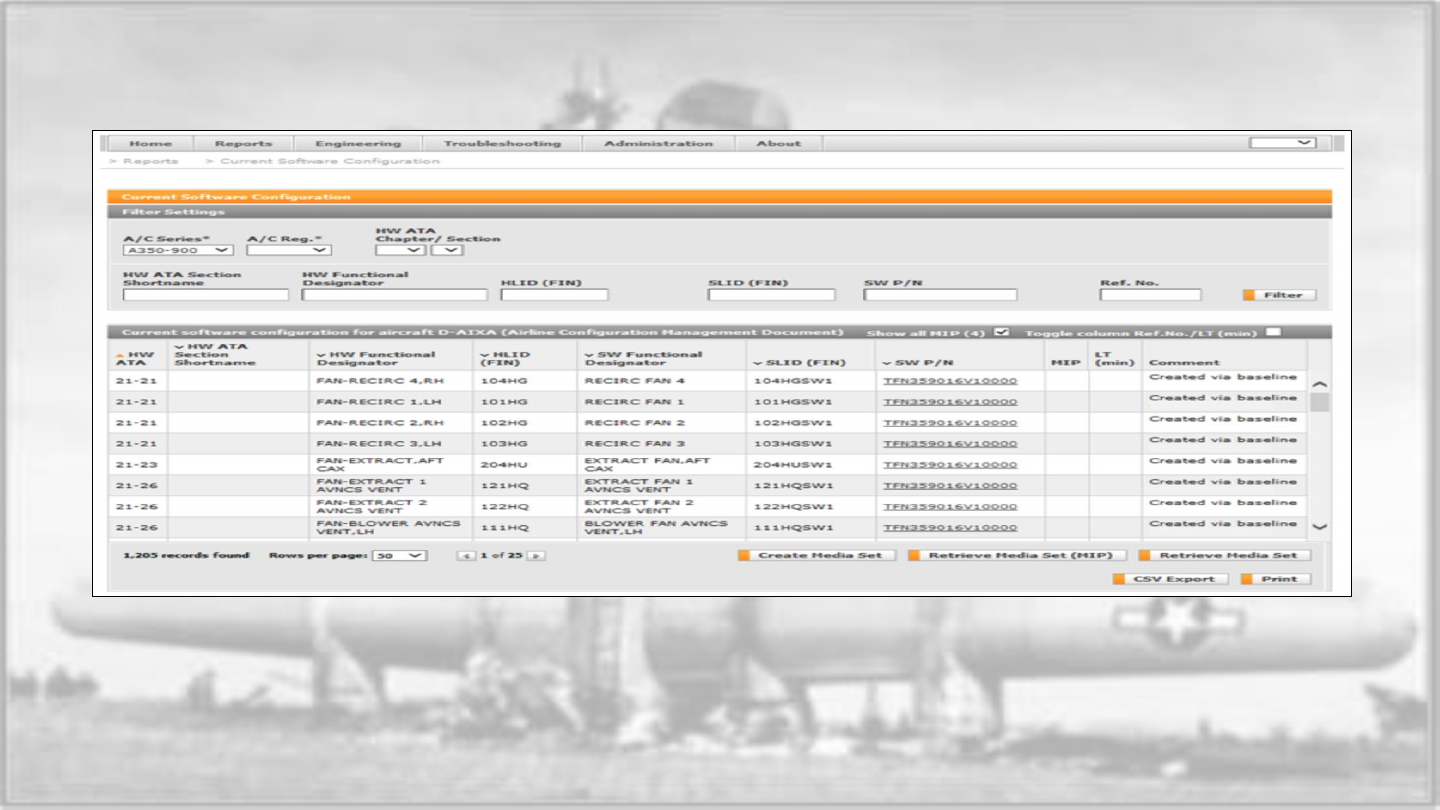 Home Reports Engineering Troubleshooting Administration About
> Reports > Current Software Configuration
Current Software Configuration
Filter Settings
A/C Series* A/C Reg.* HW ATA Chapter/ Section
A350-900
HW ATA Section Shortname HW Functional Designator HLID (FIN) SLID (FIN) SW P/N Ref. No.
Filter
Current software configuration for aircraft D-AIXA (Airline Configuration Management Document) Show all MIP (4) Toggle column Ref.No./LT (min)
HW ATA HW ATA Section Shortname HW Functional Designator HLID (FIN) SW Functional Designator SLID (FIN) SW P/N MIP LT (min) Comment
21-21 FAN-RECIRC 4,RH 104HG RECIRC FAN 4 104HGSW1 TFN359016V10000 Created via baseline
21-21 FAN-RECIRC 1,LH 101HG RECIRC FAN 1 101HGSW1 TFN359016V10000 Created via baseline
21-21 FAN-RECIRC 2,RH 102HG RECIRC FAN 2 102HGSW1 TFN359016V10000 Created via baseline
21-21 FAN-RECIRC 3,LH 103HG RECIRC FAN 3 103HGSW1 TFN359016V10000 Created via baseline
21-23 FAN-EXTRACT,AFT CAX 204HU EXTRACT FAN,AFT CAX 204HUSW1 TFN359016V10000 Created via baseline
21-26 FAN-EXTRACT 1 AVNCS VENT 121HQ EXTRACT FAN 1 AVNCS VENT 121HQSW1 TFN359016V10000 Created via baseline
21-26 FAN-EXTRACT 2 AVNCS VENT 122HQ EXTRACT FAN 2 AVNCS VENT 122HQSW1 TFN359016V10000 Created via baseline
21-26 FAN-BLOWER AVNCS VENT,LH 111HQ BLOWER FAN AVNCS VENT,LH 111HQSW1 TFN359016V10000 Created via baseline
1,205 records found Rows per page: 50 1 of 25 Create Media Set Retrieve Media Set (MIP) Retrieve Media Set
CSV Export Print